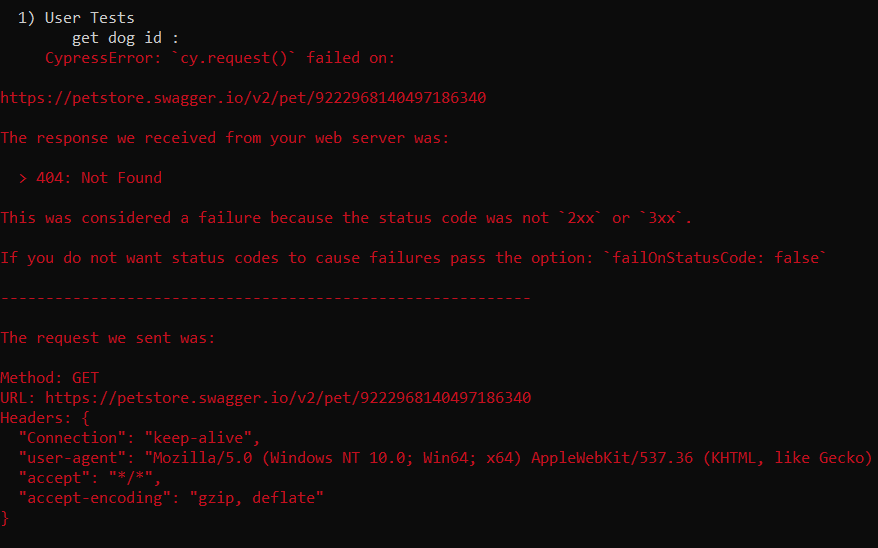 1) User Tests
get dog id :
CypressError: `cy.request()` failed on:
https://petstore.swagger.io/v2/pet/9222968140497186340
The response we received from your web server was:
> 404: Not Found
This was considered a failure because the status code was not `2xx` or `3xx`.
If you do not want status codes to cause failures pass the option: `failOnStatusCode: false`
-----------------------------------------------------------
The request we sent was:
Method: GET
URL: https://petstore.swagger.io/v2/pet/9222968140497186340
Headers: {
"Connection": "keep-alive",
"user-agent": "Mozilla/5.0 (Windows NT 10.0; Win64; x64) AppleWebKit/537.36 (KHTML, like Gecko)
"accept": "*/*",
"accept-encoding": "gzip, deflate"
}